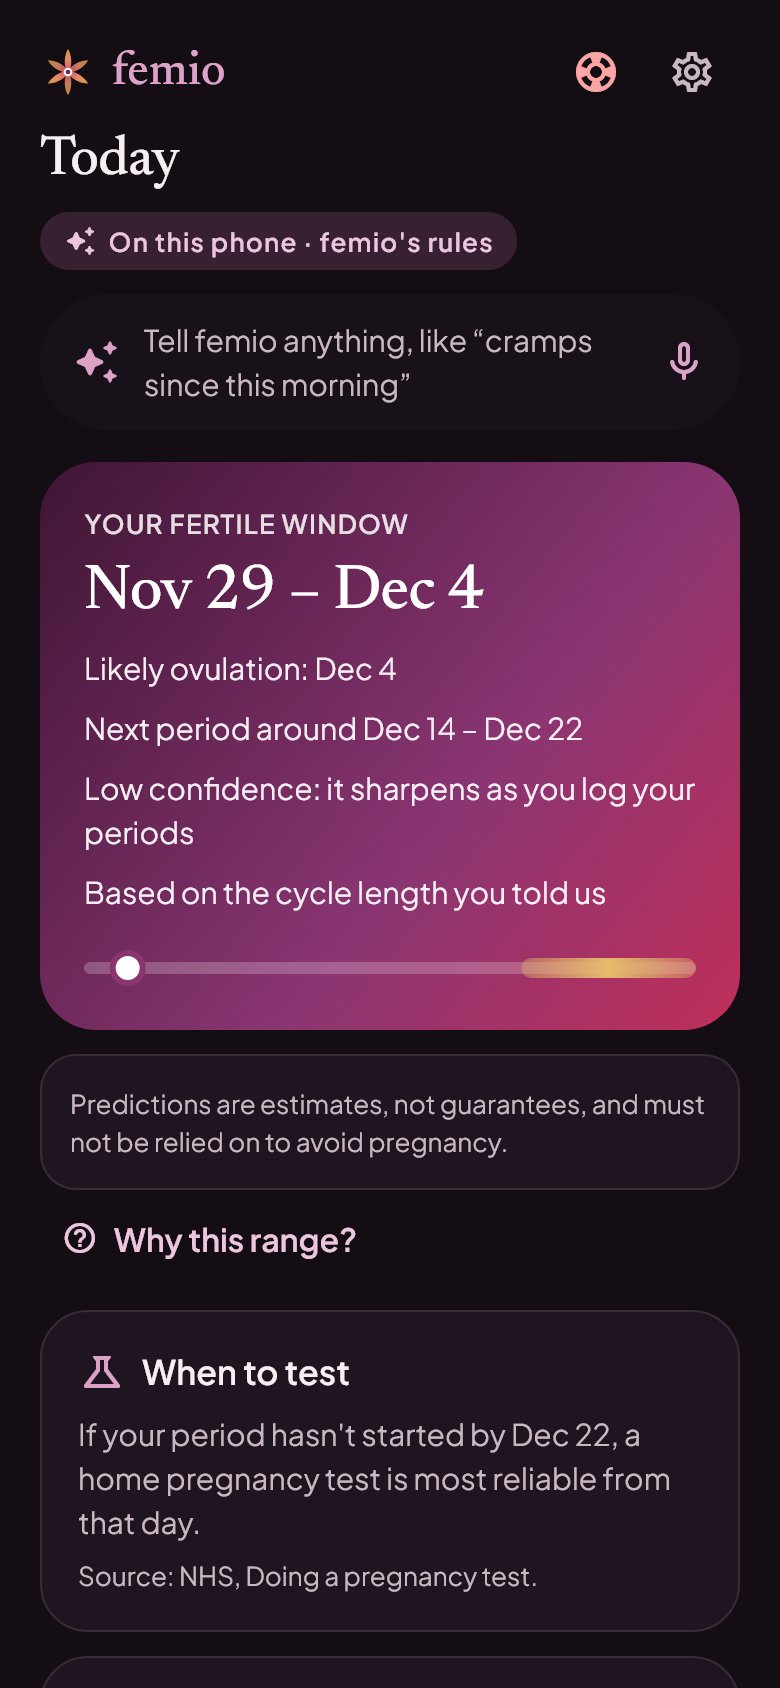 femio
Today
On this phone · femio's rules
Tell femio anything, like “cramps
since this morning”
YOUR FERTILE WINDOW
Nov 29 – Dec 4
Likely ovulation: Dec 4
Next period around Dec 14 – Dec 22
Low confidence: it sharpens as you log your
periods
Based on the cycle length you told us
Predictions are estimates, not guarantees, and must
not be relied on to avoid pregnancy.
Why this range?
When to test
If your period hasn't started by Dec 22, a
home pregnancy test is most reliable from
that day.
Source: NHS, Doing a pregnancy test.